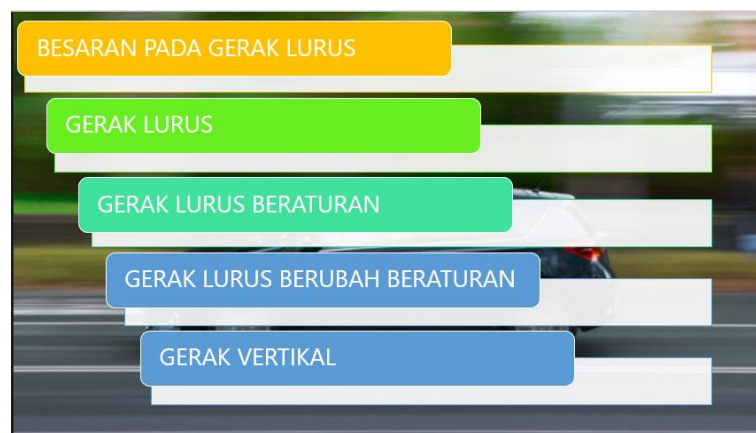 BESARAN PADA GERAK LURUS
GERAK LURUS
GERAK LURUS BERATURAN
GERAK LURUS BERUBAH BERATURAN
GERAK VERTIKAL